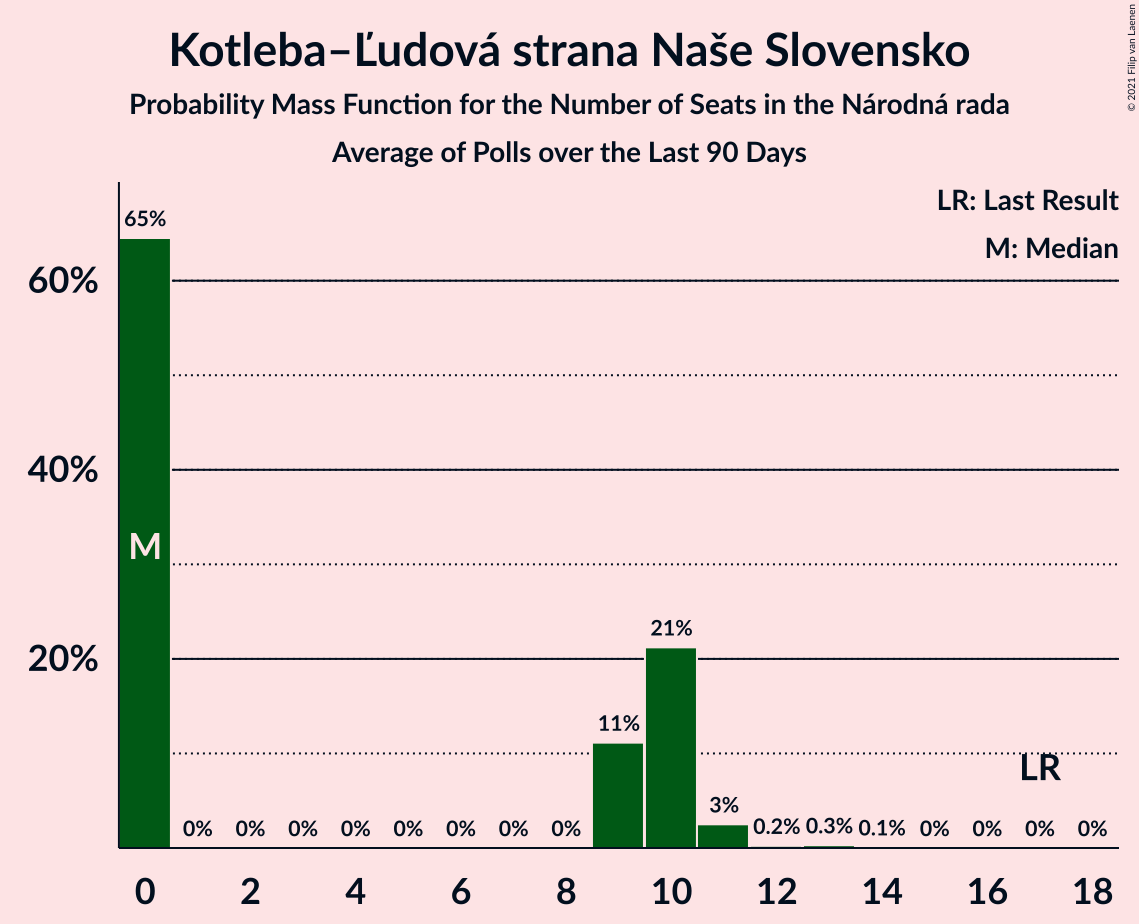 Kotleba–Ľudová strana Naše Slovensko
Probability Mass Function for the Number of Seats in the Národná rada
Average of Polls over the Last 90 Days
© 2021 Filip van Laenen
LR: Last Result
M: Median
60%
40%
20%
65%
M
0% 0% 0% 0% 0% 0% 0% 0%
11%
21%
3%
0.2% 0.3% 0.1% 0% 0% 0% 0%
LR
0 2 4 6 8 10 12 14 16 18